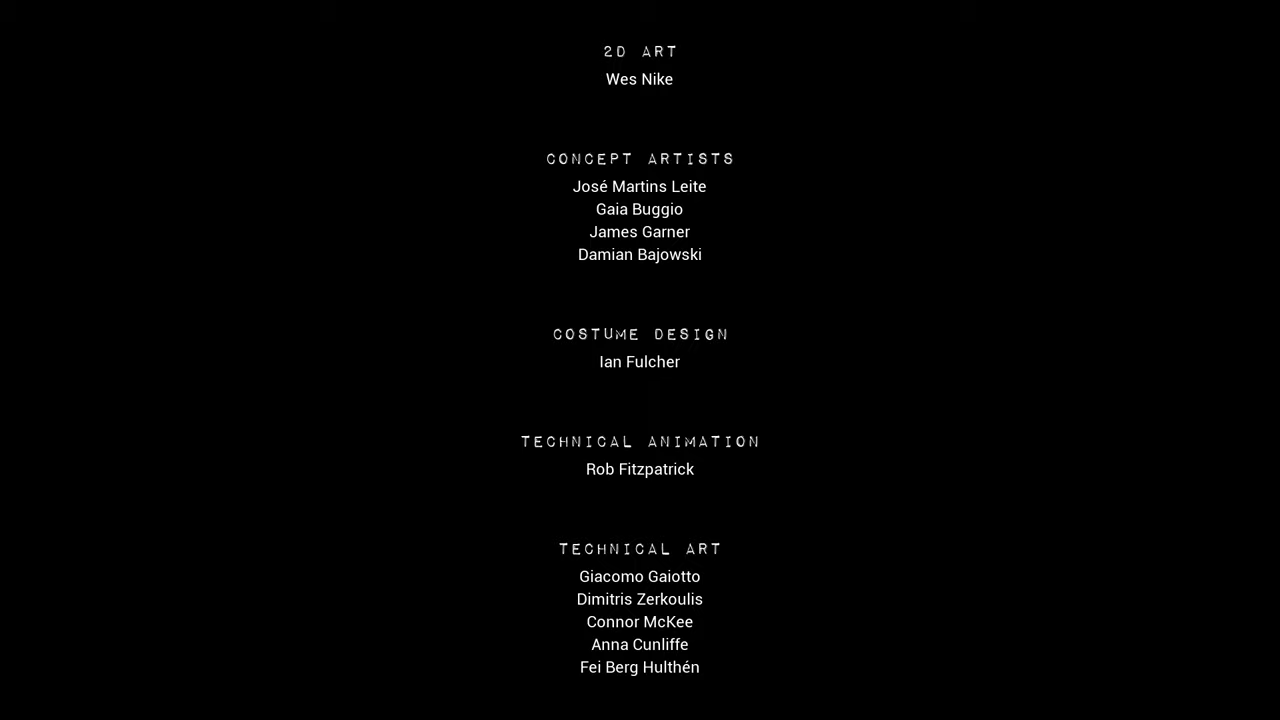 2D ART
Wes Nike
CONCEPT ARTISTS
José Martins Leite
Gaia Buggio
James Garner
Damian Bajowski
COSTUME DESIGN
Ian Fulcher
TECHNICAL ANIMATION
Rob Fitzpatrick
TECHNICAL ART
Giacomo Gaiotto
Dimitris Zerkoulis
Connor McKee
Anna Cunliffe
Fei Berg Hulthén